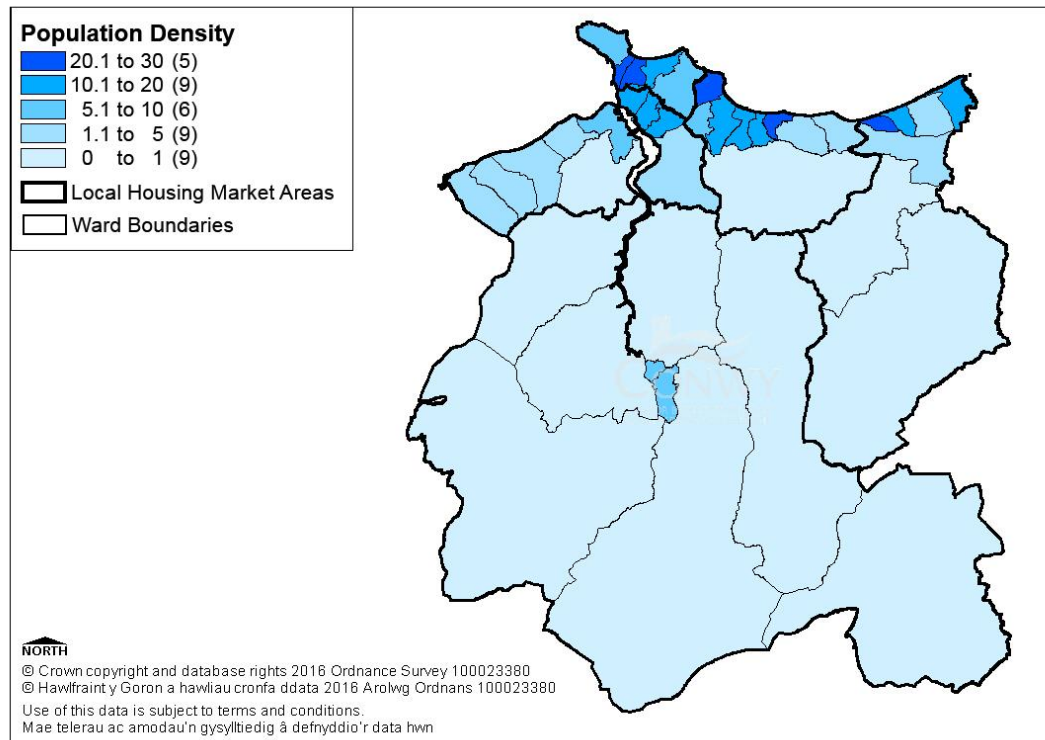 Population Density
20.1 to 30 (5)
10.1 to 20 (9)
5.1 to 10 (6)
1.1 to 5 (9)
0 to 1 (9)
Local Housing Market Areas
Ward Boundaries
CONWY
NORTH
© Crown copyright and database rights 2016 Ordnance Survey 100023380
© Hawlfraint y Goron a hawliau cronfa ddata 2016 Arolwg Ordnans 100023380
Use of this data is subject to terms and conditions.
Mae telerau ac amodau'n gysylltiedig â defnyddio'r data hwn